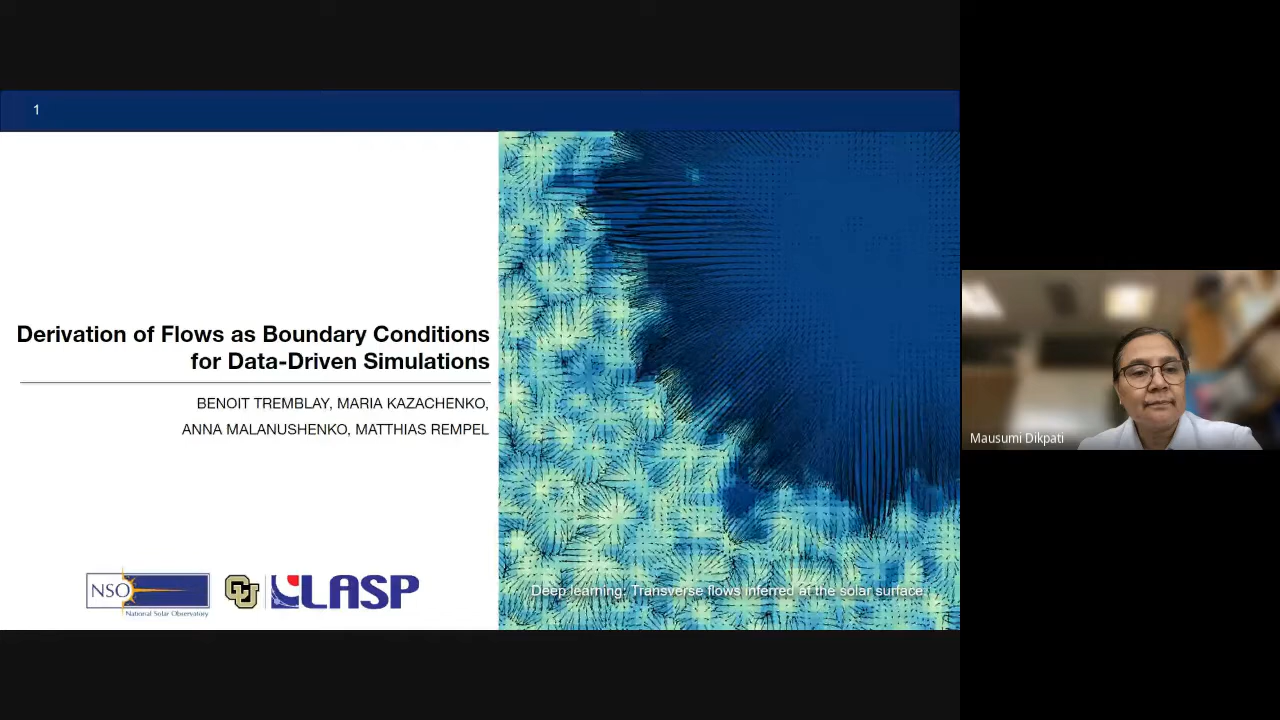 1
Derivation of Flows as Boundary Conditions
for Data-Driven Simulations
BENOIT TREMBLAY, MARIA KAZACHENKO,
ANNA MALANUSHENKO, MATTHIAS REMPEL
NSO
National Solar Observatory
CU
LASP
Deep learning: Transverse flows inferred at the solar surface.
Mausumi Dikpati